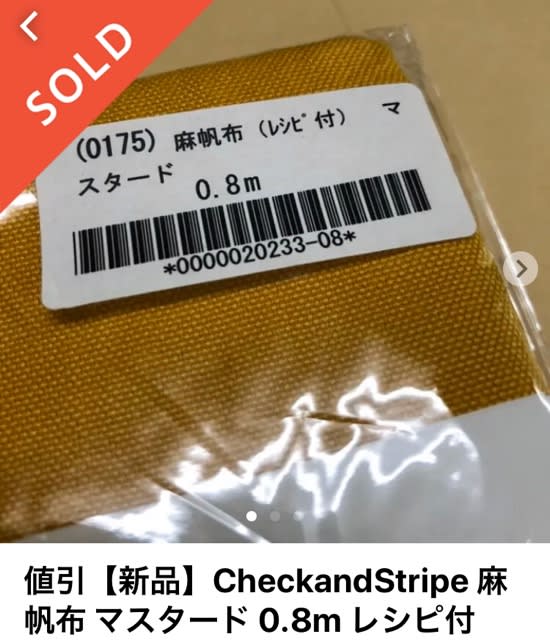 SOLD
(0175) 麻帆布 (ﾚｼﾋﾟ付) マ
スタード 0.8m
*0000020233-08*
値引【新品】CheckandStripe 麻
帆布 マスタード 0.8m レシピ付